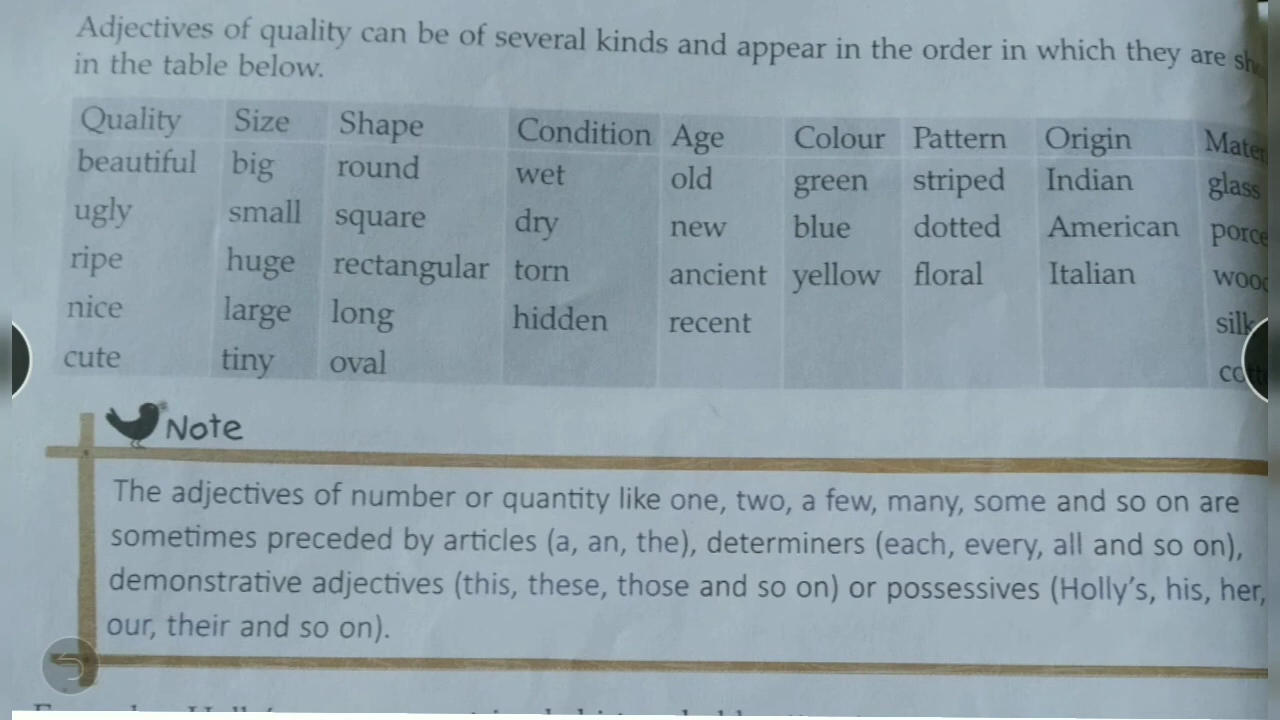 Adjectives of quality can be of several kinds and appear in the order in which they are
in the table below.
Quality Size Shape Condition Age Colour Pattern Origin
beautiful big round wet old green striped Indian glass
ugly small square dry new blue dotted American
ripe huge rectangular torn ancient yellow floral Italian
nice large long hidden recent silk
cute tiny oval
Note
The adjectives of number or quantity like one, two, a few, many, some and so on are
sometimes preceded by articles (a, an, the), determiners (each, every, all and so on),
demonstrative adjectives (this, these, those and so on) or possessives (Holly's, his, her,
our, their and so on).